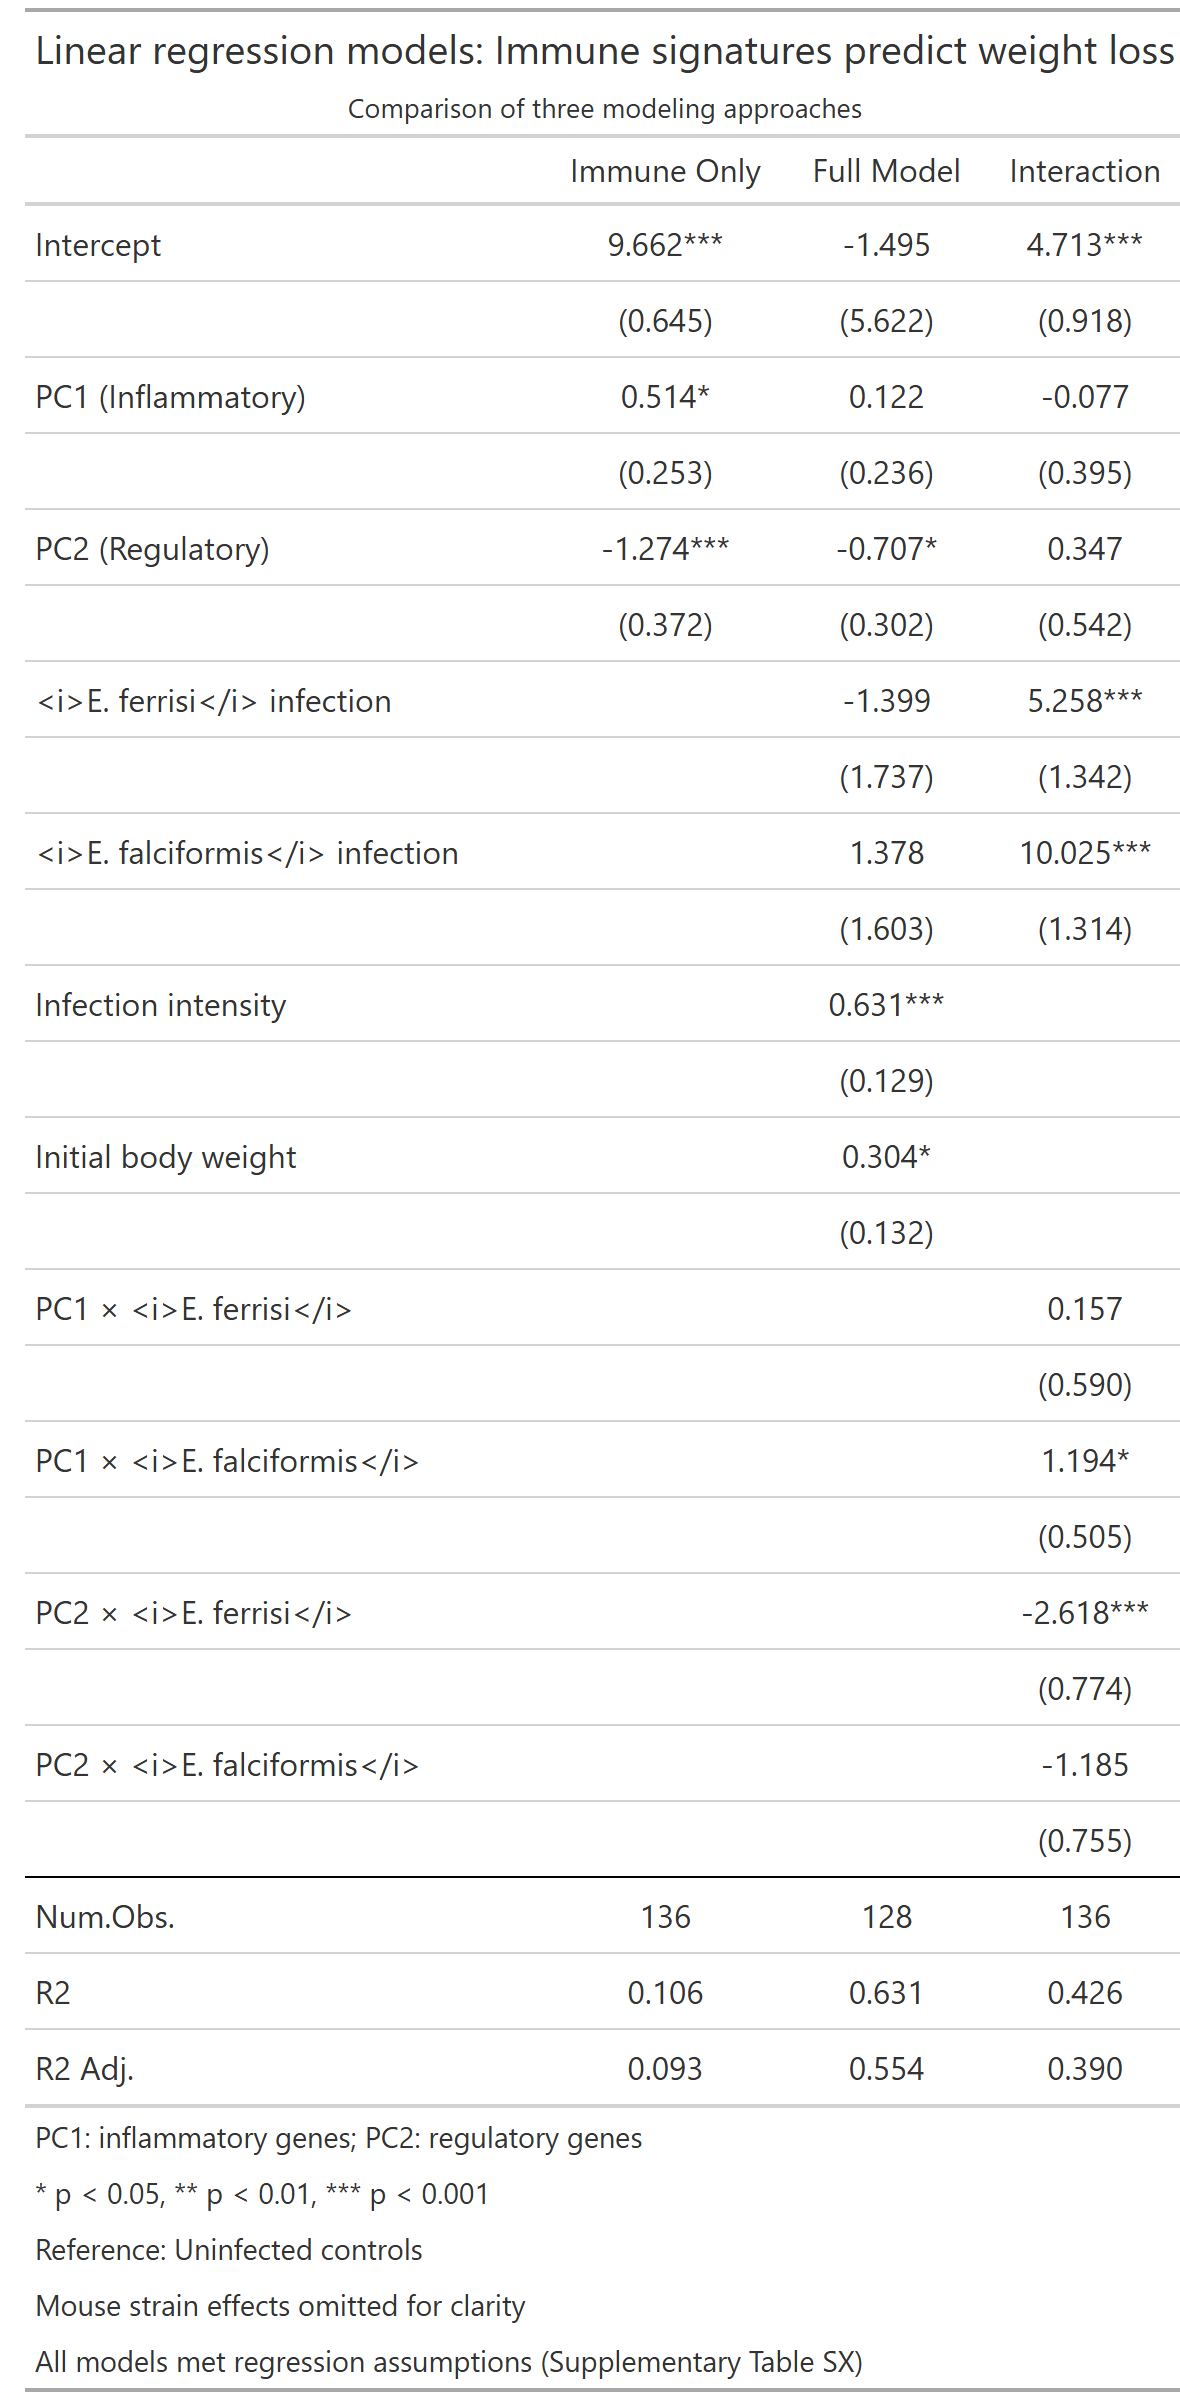 Linear regression models: Immune signatures predict weight loss
Comparison of three modeling approaches
Immune Only Full Model Interaction
Intercept 9.662*** -1.495 4.713***
(0.645) (5.622) (0.918)
PC1 (Inflammatory) 0.514* 0.122 -0.077
(0.253) (0.236) (0.395)
PC2 (Regulatory) -1.274*** -0.707* 0.347
(0.372) (0.302) (0.542)
<i>E. ferrisi</i> infection -1.399 5.258***
(1.737) (1.342)
<i>E. falciformis</i> infection 1.378 10.025***
(1.603) (1.314)
Infection intensity 0.631***
(0.129)
Initial body weight 0.304*
(0.132)
PC1 × <i>E. ferrisi</i> 0.157
(0.590)
PC1 × <i>E. falciformis</i> 1.194*
(0.505)
PC2 × <i>E. ferrisi</i> -2.618***
(0.774)
PC2 × <i>E. falciformis</i> -1.185
(0.755)
Num.Obs. 136 128 136
R2 0.106 0.631 0.426
R2 Adj. 0.093 0.554 0.390
PC1: inflammatory genes; PC2: regulatory genes
* p < 0.05, ** p < 0.01, *** p < 0.001
Reference: Uninfected controls
Mouse strain effects omitted for clarity
All models met regression assumptions (Supplementary Table SX)